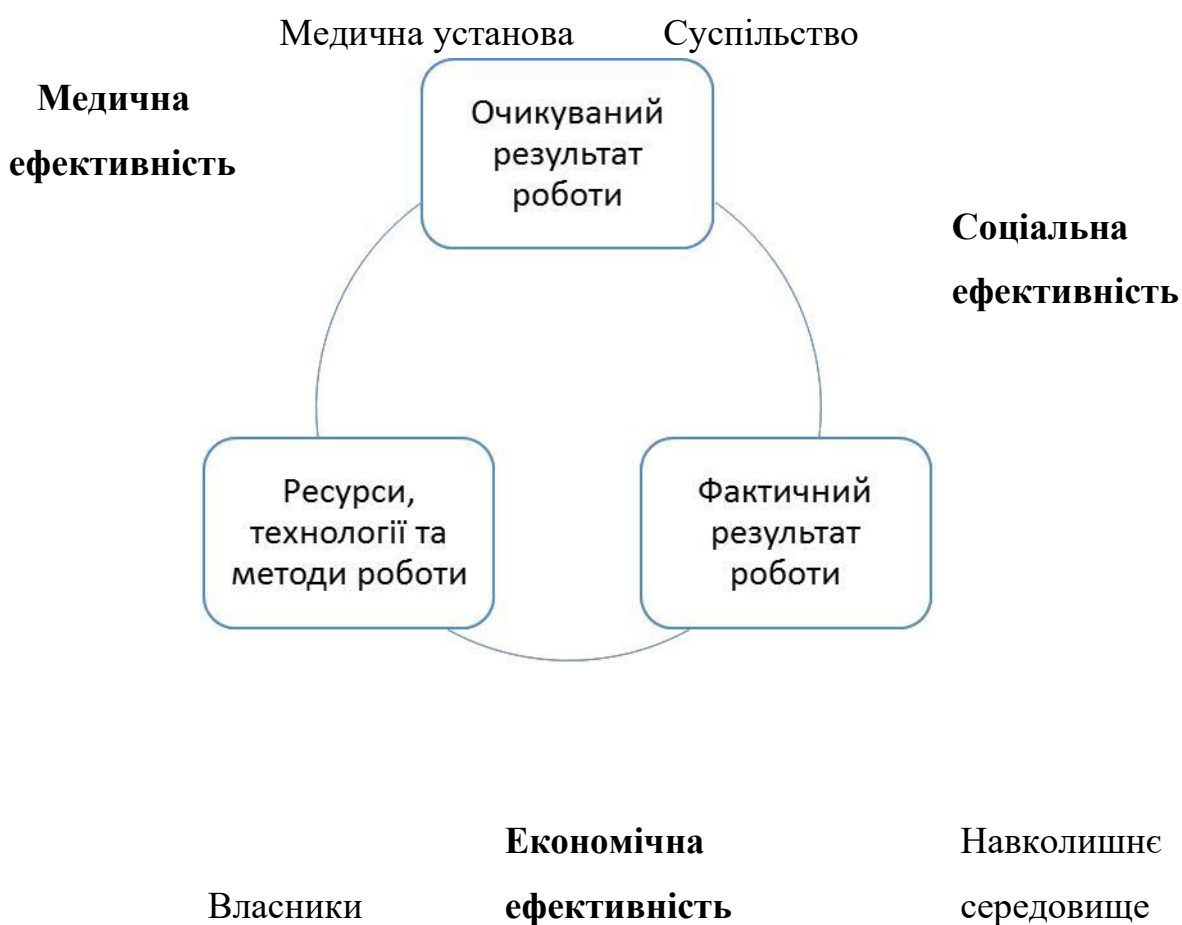 Медична установа Суспільство
Медична
ефективність
Очикуваний
результат
роботи
Соціальна
ефективність
Ресурси,
технології та
методи роботи
Фактичний
результат
роботи
Економічна
ефективність
Навколишнє
середовище
Власники